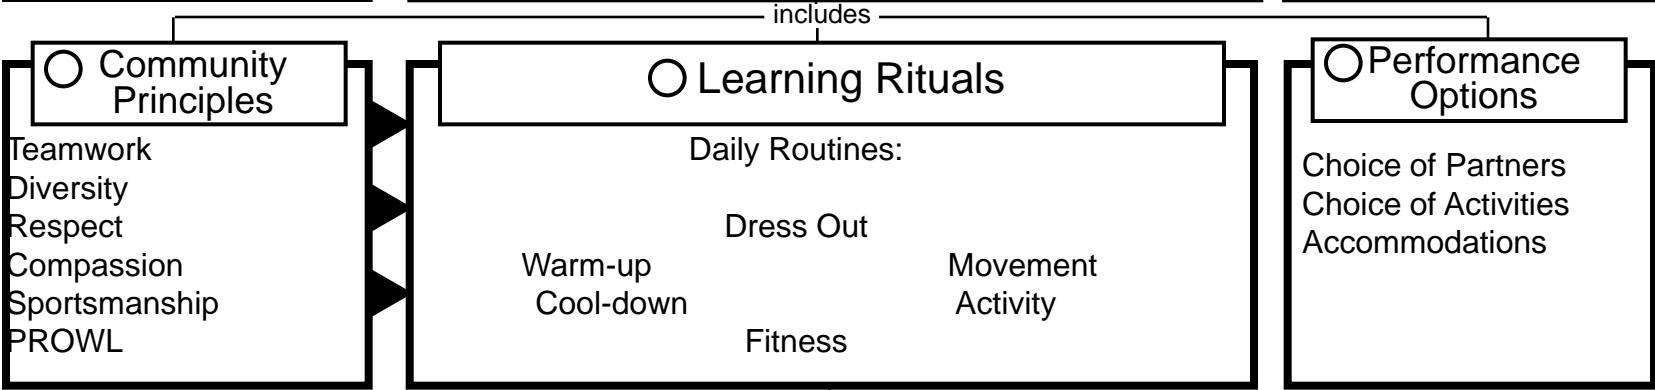 includes
Community
Principles
Teamwork
Diversity
Respect
Compassion
Sportsmanship
PROWL
Learning Rituals
Daily Routines:
Dress Out
Warm-up Movement
Cool-down Activity
Fitness
Performance
Options
Choice of Partners
Choice of Activities
Accommodations